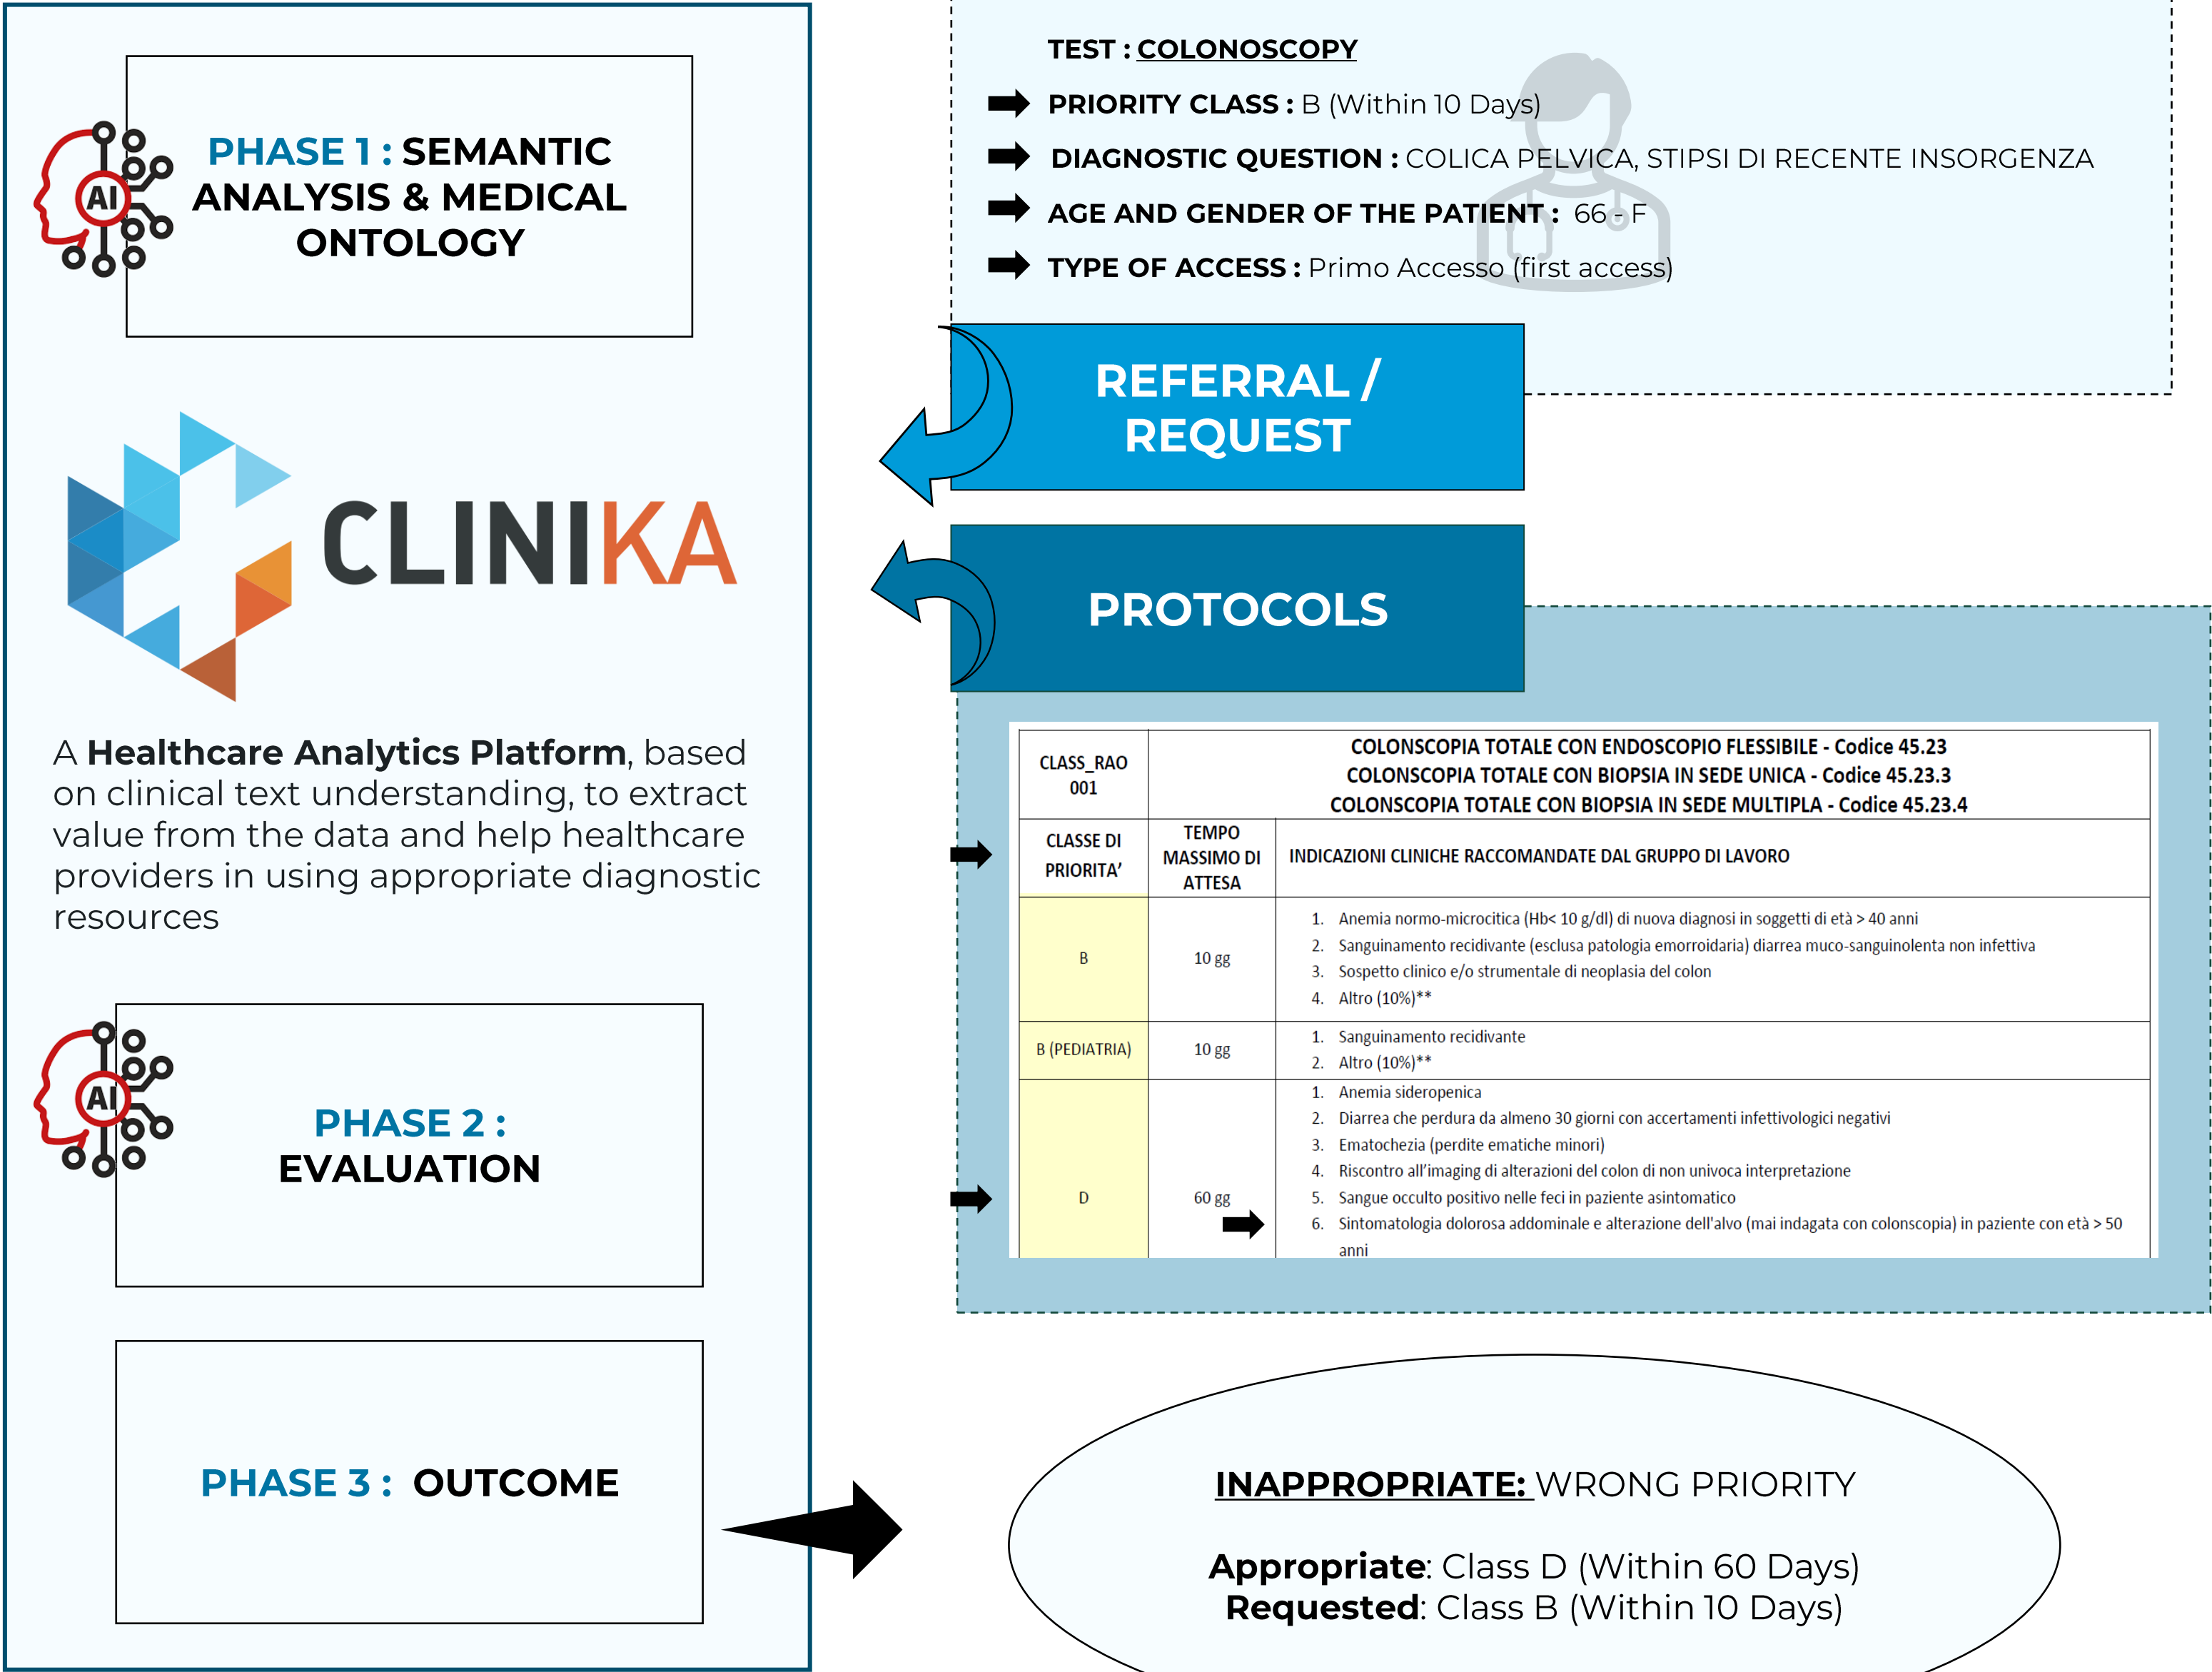 PHASE 1 : SEMANTIC
ANALYSIS & MEDICAL
ONTOLOGY
AI
CLINIKA
A Healthcare Analytics Platform, based
on clinical text understanding, to extract
value from the data and help healthcare
providers in using appropriate diagnostic
resources
AI
PHASE 2 :
EVALUATION
PHASE 3 : OUTCOME
TEST : COLONOSCOPY
PRIORITY CLASS : B (Within 10 Days)
DIAGNOSTIC QUESTION : COLICA PELVICA, STIPSI DI RECENTE INSORGENZA
AGE AND GENDER OF THE PATIENT : 66 - F
TYPE OF ACCESS : Primo Accesso (first access)
REFERRAL /
REQUEST
PROTOCOLS
CLASS_RAO
001
COLONSCOPIA TOTALE CON ENDOSCOPIO FLESSIBILE - Codice 45.23
COLONSCOPIA TOTALE CON BIOPSIA IN SEDE UNICA - Codice 45.23.3
COLONSCOPIA TOTALE CON BIOPSIA IN SEDE MULTIPLA - Codice 45.23.4
CLASSE DI
PRIORITA’
TEMPO
MASSIMO DI
ATTESA
INDICAZIONI CLINICHE RACCOMANDATE DAL GRUPPO DI LAVORO
B
10 gg
1. Anemia normo-microcitica (Hb< 10 g/dl) di nuova diagnosi in soggetti di età > 40 anni
2. Sanguinamento recidivante (esclusa patologia emorroidaria) diarrea muco-sanguinolenta non infettiva
3. Sospetto clinico e/o strumentale di neoplasia del colon
4. Altro (10%)**
B (PEDIATRIA)
10 gg
1. Sanguinamento recidivante
2. Altro (10%)**
D
60 gg
1. Anemia sideropenica
2. Diarrea che perdura da almeno 30 giorni con accertamenti infettivologici negativi
3. Ematochezia (perdite ematiche minori)
4. Riscontro all’imaging di alterazioni del colon di non univoca interpretazione
5. Sangue occulto positivo nelle feci in paziente asintomatico
6. Sintomatologia dolorosa addominale e alterazione dell'alvo (mai indagata con colonscopia) in paziente con età > 50
anni
INAPPROPRIATE: WRONG PRIORITY
Appropriate: Class D (Within 60 Days)
Requested: Class B (Within 10 Days)